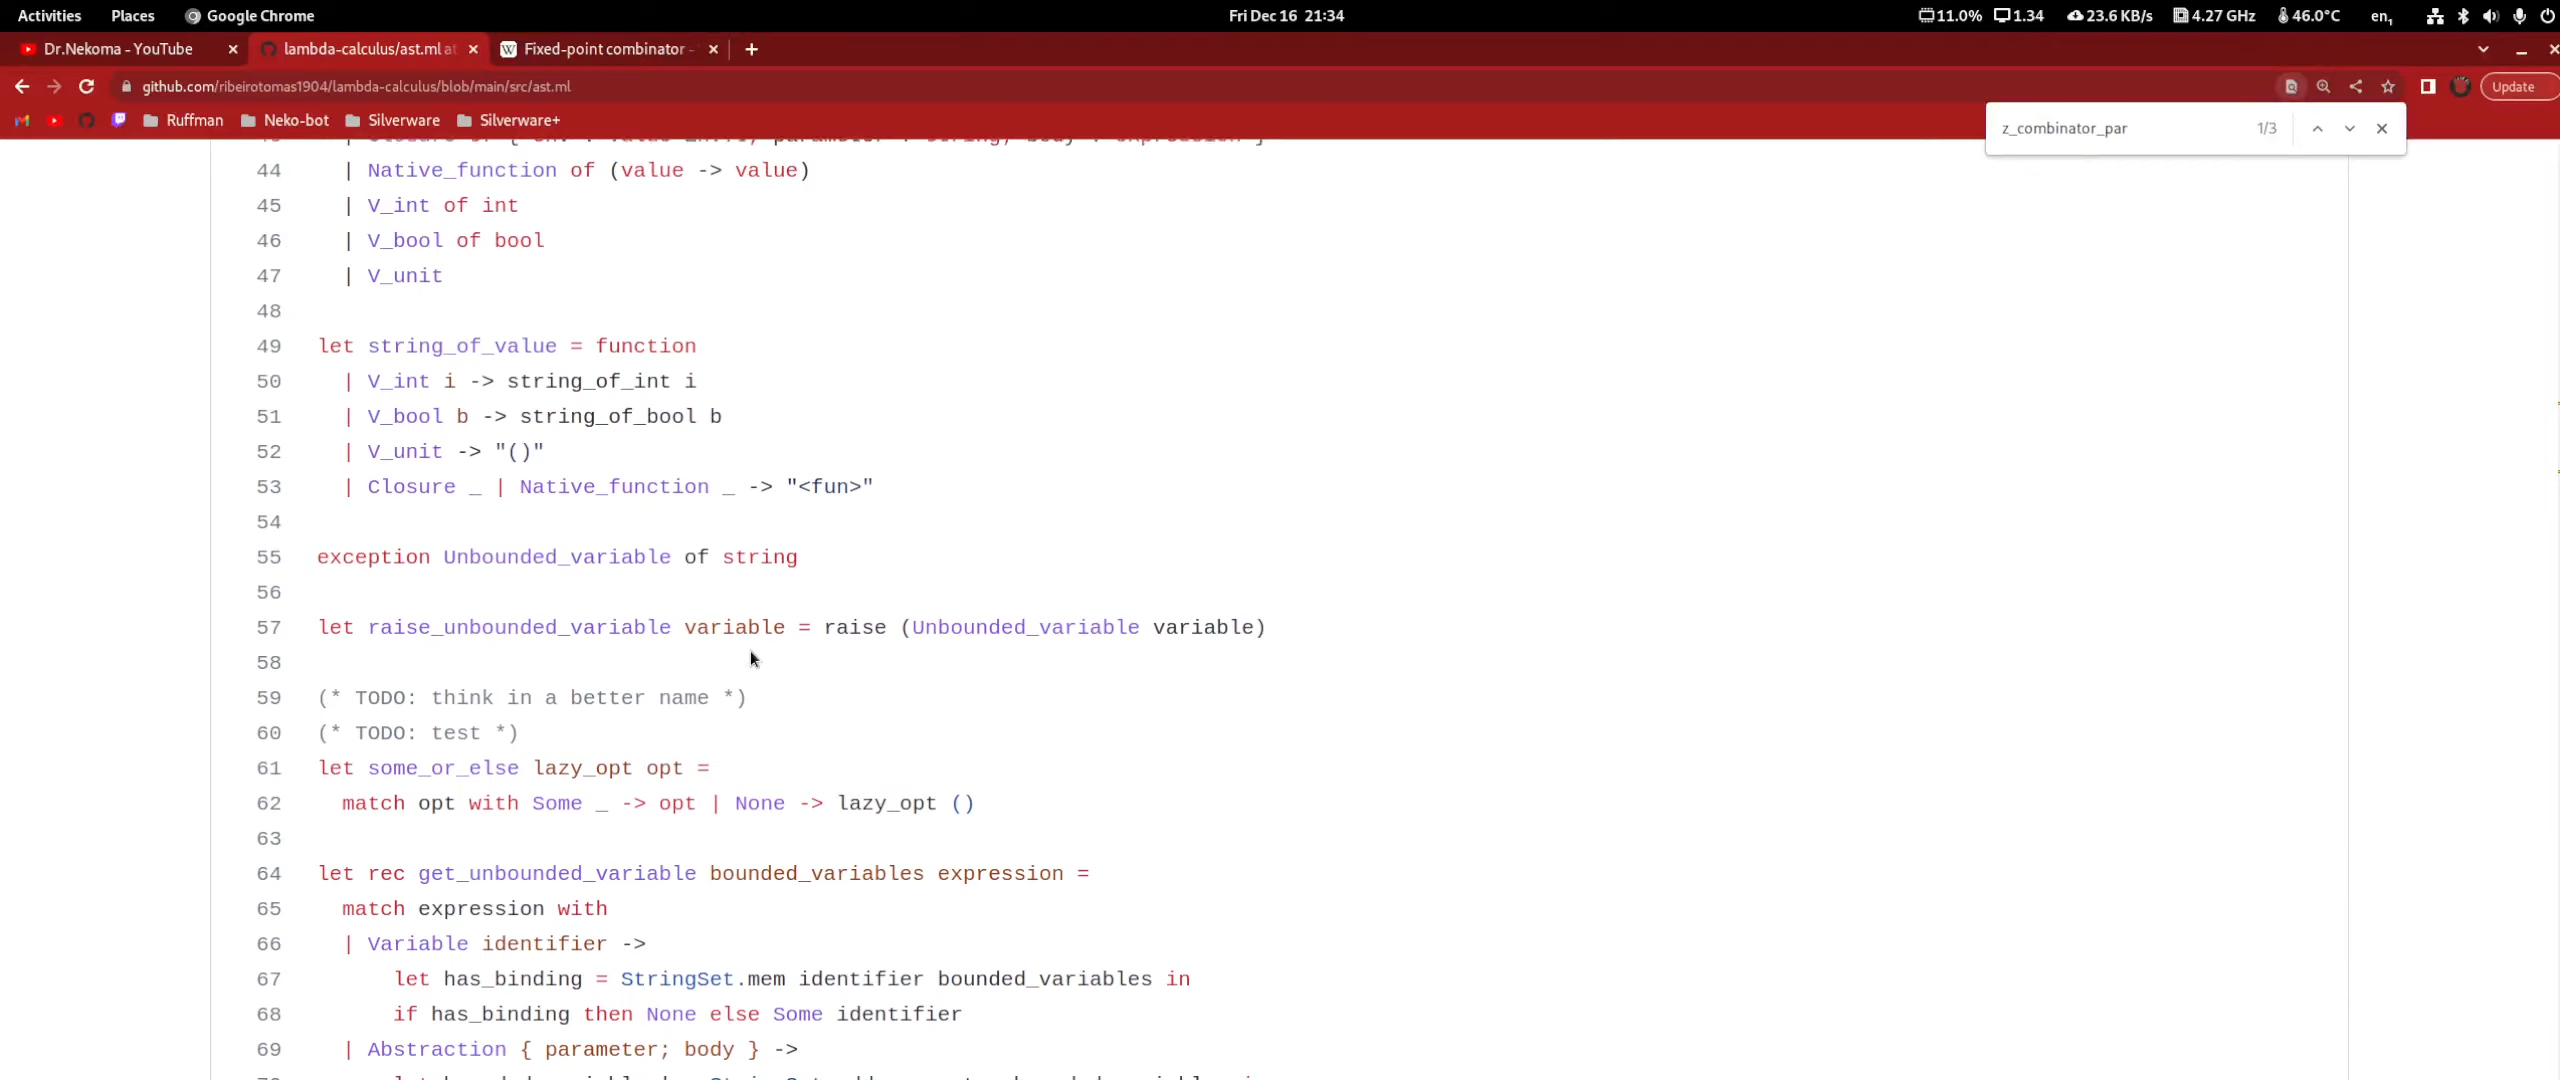 Activities Places Google Chrome Fri Dec 16 21:34 11.0% 1.34 23.6 KB/s 4.27 GHz 46.0°C en1
Dr.Nekoma - YouTube lambda-calculus/ast.ml at Fixed-point combinator -
github.com/ribeirotomas1904/lambda-calculus/blob/main/src/ast.ml Update
Ruffman Neko-bot Silverware Silverware+
z_combinator_par 1/3
44 | Native_function of (value -> value)
45 | V_int of int
46 | V_bool of bool
47 | V_unit
48
49 let string_of_value = function
50 | V_int i -> string_of_int i
51 | V_bool b -> string_of_bool b
52 | V_unit -> "()"
53 | Closure _ | Native_function _ -> "<fun>"
54
55 exception Unbounded_variable of string
56
57 let raise_unbounded_variable variable = raise (Unbounded_variable variable)
58
59 (* TODO: think in a better name *)
60 (* TODO: test *)
61 let some_or_else lazy_opt opt =
62 match opt with Some _ -> opt | None -> lazy_opt ()
63
64 let rec get_unbounded_variable bounded_variables expression =
65 match expression with
66 | Variable identifier ->
67 let has_binding = StringSet.mem identifier bounded_variables in
68 if has_binding then None else Some identifier
69 | Abstraction { parameter; body } ->